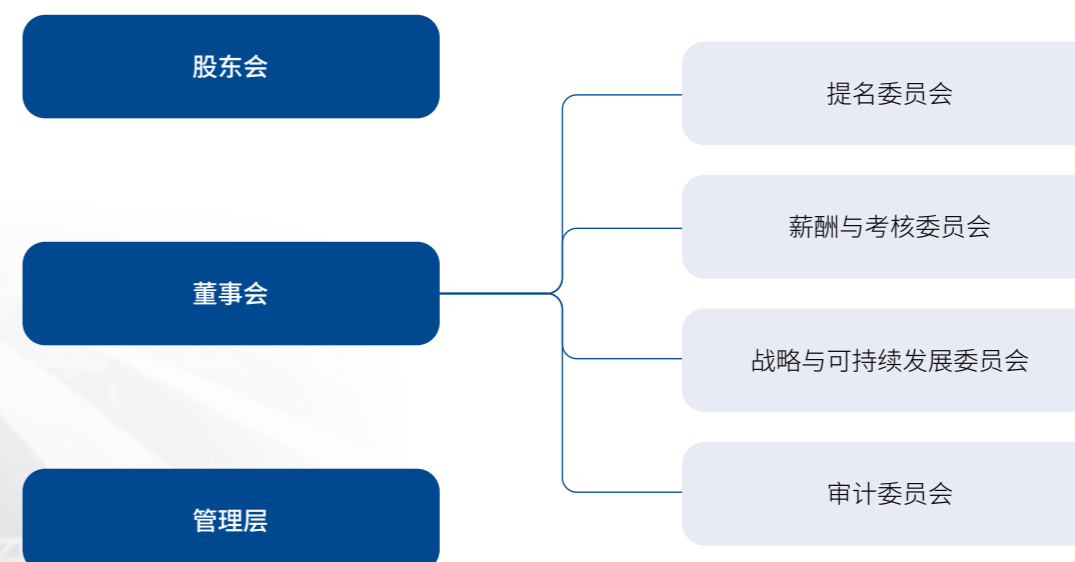 股东会
董事会
管理层
提名委员会
薪酬与考核委员会
战略与可持续发展委员会
审计委员会